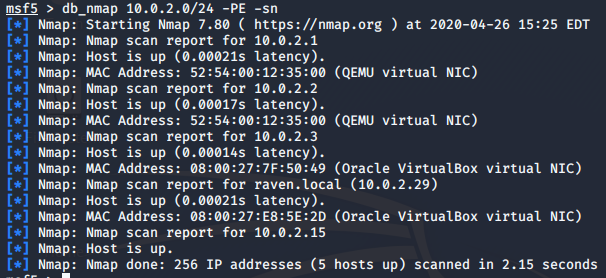 msf5 > db_nmap 10.0.2.0/24 -PE -sn
[*] Nmap: Starting Nmap 7.80 ( https://nmap.org ) at 2020-04-26 15:25 EDT
[*] Nmap: Nmap scan report for 10.0.2.1
[*] Nmap: Host is up (0.00021s latency).
[*] Nmap: MAC Address: 52:54:00:12:35:00 (QEMU virtual NIC)
[*] Nmap: Nmap scan report for 10.0.2.2
[*] Nmap: Host is up (0.00017s latency).
[*] Nmap: MAC Address: 52:54:00:12:35:00 (QEMU virtual NIC)
[*] Nmap: Nmap scan report for 10.0.2.3
[*] Nmap: Host is up (0.00014s latency).
[*] Nmap: MAC Address: 08:00:27:7F:50:49 (Oracle VirtualBox virtual NIC)
[*] Nmap: Nmap scan report for raven.local (10.0.2.29)
[*] Nmap: Host is up (0.00021s latency).
[*] Nmap: MAC Address: 08:00:27:E8:5E:2D (Oracle VirtualBox virtual NIC)
[*] Nmap: Nmap scan report for 10.0.2.15
[*] Nmap: Host is up.
[*] Nmap: Nmap done: 256 IP addresses (5 hosts up) scanned in 2.15 seconds
msf5 >